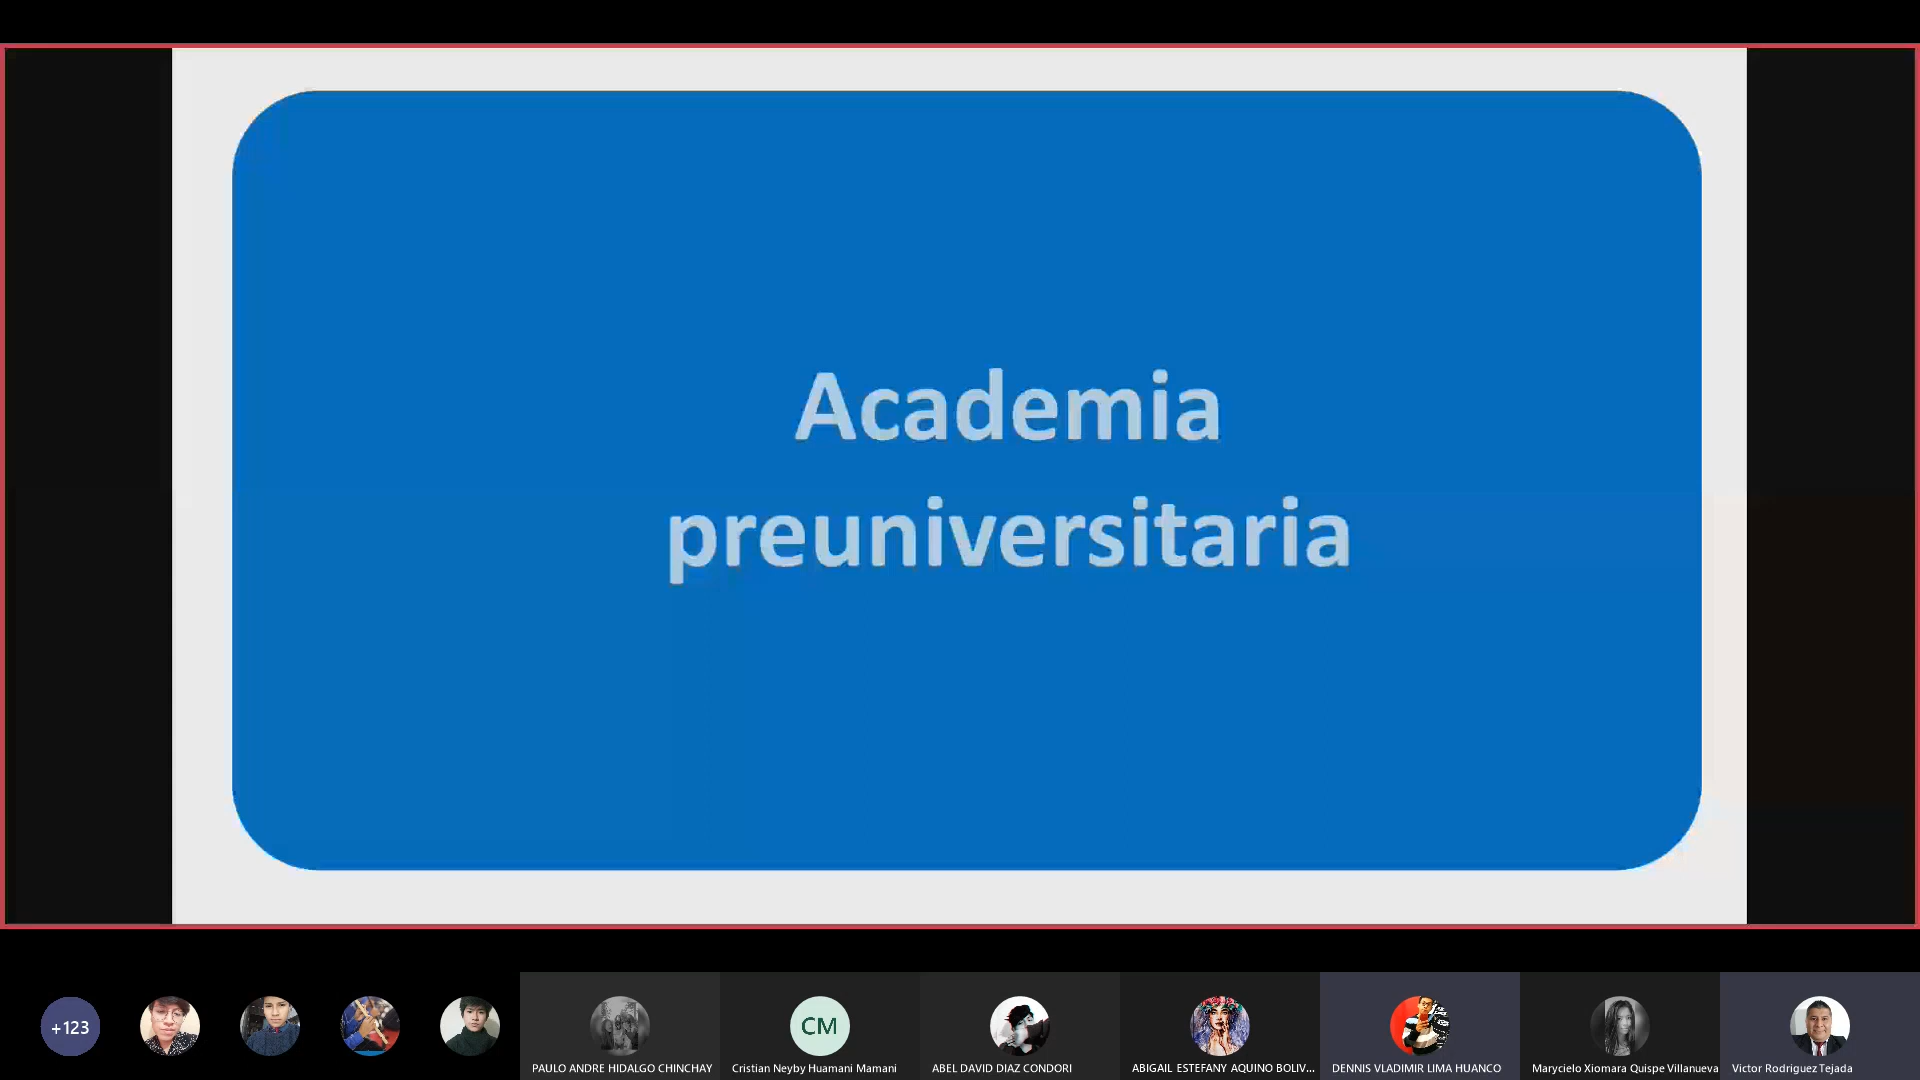 Academia
preuniversitaria
+123
CM
PAULO ANDRE HIDALGO CHINCHAY
Cristian Neyby Huamani Mamani
ABEL DAVID DIAZ CONDORI
ABIGAIL ESTEFANY AQUINO BOLIV...
DENNIS VLADIMIR LIMA HUANCO
Marycielo Xiomara Quispe Villanueva
Victor Rodriguez Tejada